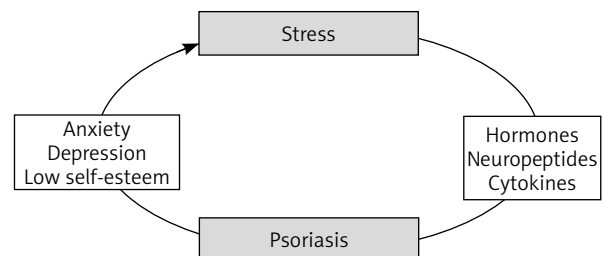 Stress
Anxiety
Depression
Low self-esteem
Hormones
Neuropeptides
Cytokines
Psoriasis